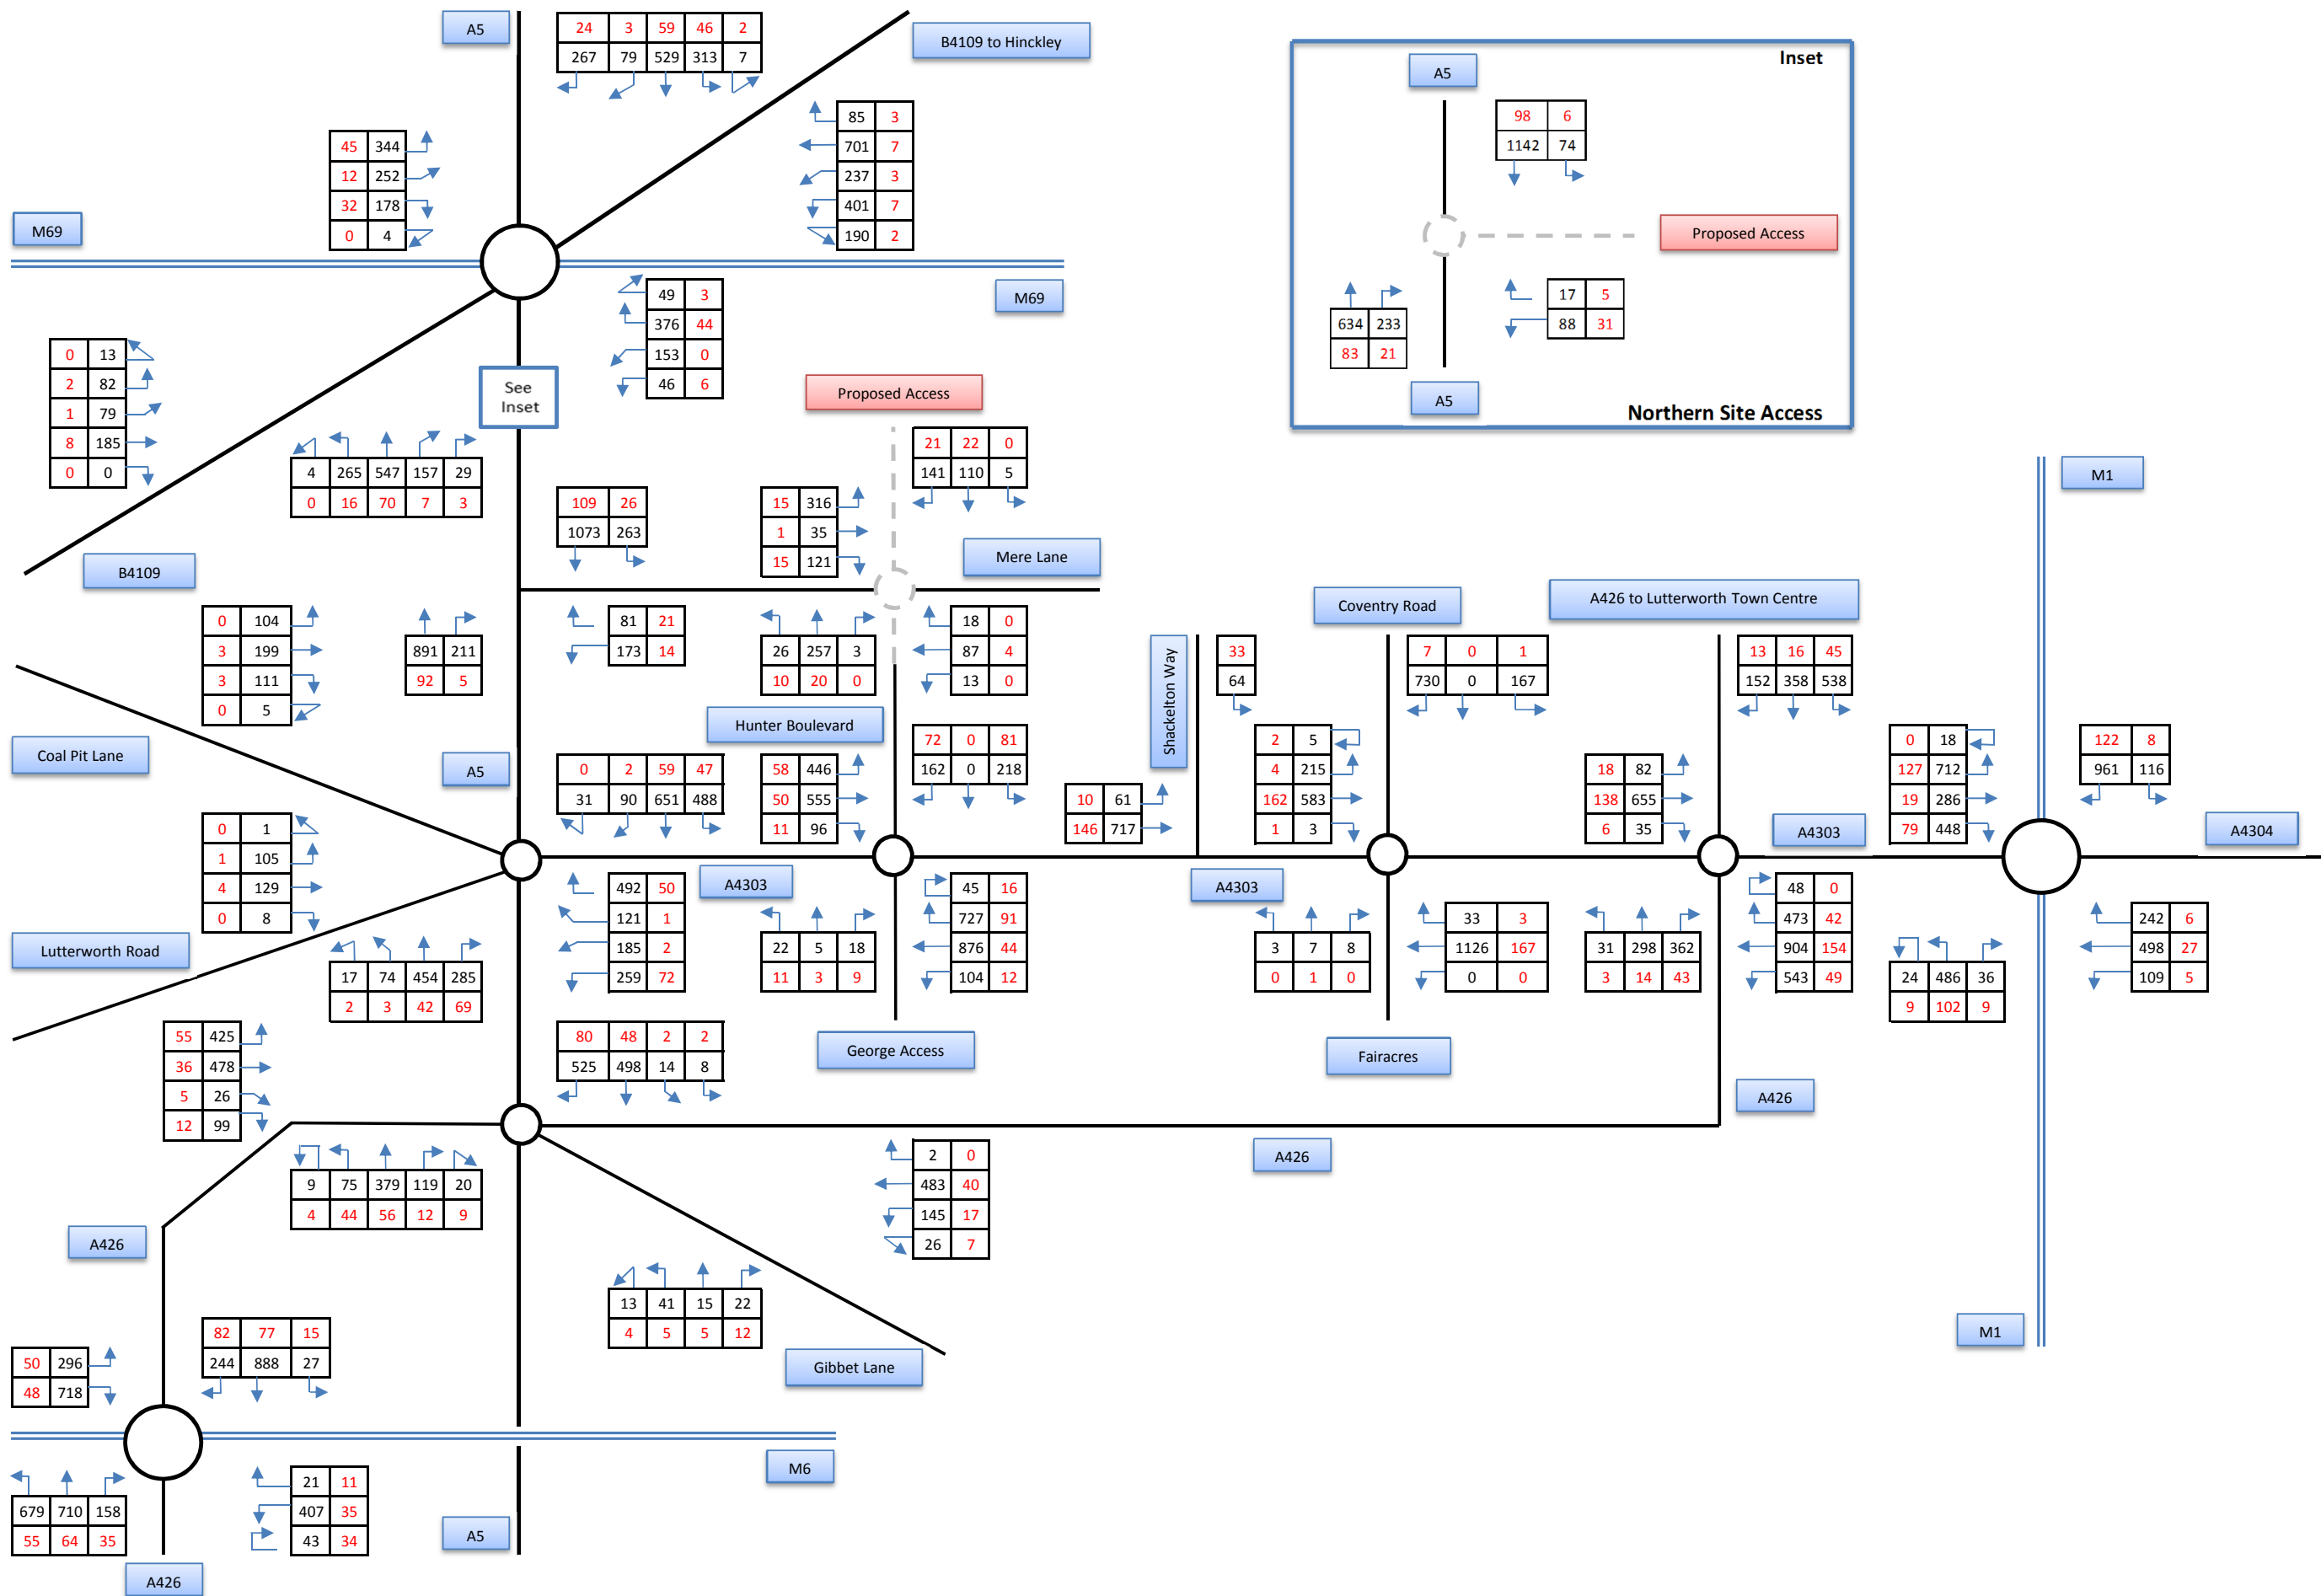 A5
24 3 59 46 2
267 79 529 313 7
B4109 to Hinckley
Inset
A5
98 6
1142 74
Proposed Access
634 233
83 21
17 5
88 31
A5
Northern Site Access
85 3
701 7
237 3
401 7
190 2
45 344
12 252
32 178
0 4
M69
M69
49 3
376 44
153 0
46 6
0 13
2 82
1 79
8 185
0 0
See
Inset
Proposed Access
4 265 547 157 29
0 16 70 7 3
B4109
109 26
1073 263
15 316
1 35
15 121
21 22 0
141 110 5
Mere Lane
M1
0 104
3 199
3 111
0 5
891 211
92 5
81 21
173 14
26 257 3
10 20 0
18 0
87 4
13 0
Coventry Road
A426 to Lutterworth Town Centre
Shackelton Way
33
64
7 0 1
730 0 167
13 16 45
152 358 538
Coal Pit Lane
A5
Hunter Boulevard
0 2 59 47
31 90 651 488
58 446
50 555
11 96
72 0 81
162 0 218
10 61
146 717
2 5
4 215
162 583
1 3
18 82
138 655
6 35
A4303
0 18
127 712
19 286
79 448
122 8
961 116
A4304
0 1
1 105
4 129
0 8
Lutterworth Road
17 74 454 285
2 3 42 69
492 50
121 1
185 2
259 72
A4303
22 5 18
11 3 9
45 16
727 91
876 44
104 12
A4303
3 7 8
0 1 0
33 3
1126 167
0 0
31 298 362
3 14 43
48 0
473 42
904 154
543 49
24 486 36
9 102 9
242 6
498 27
109 5
George Access
Fairacres
A426
55 425
36 478
5 26
12 99
80 48 2 2
525 498 14 8
9 75 379 119 20
4 44 56 12 9
2 0
483 40
145 17
26 7
A426
A426
13 41 15 22
4 5 5 12
Gibbet Lane
M1
50 296
48 718
82 77 15
244 888 27
M6
679 710 158
55 64 35
21 11
407 35
43 34
A5
A426